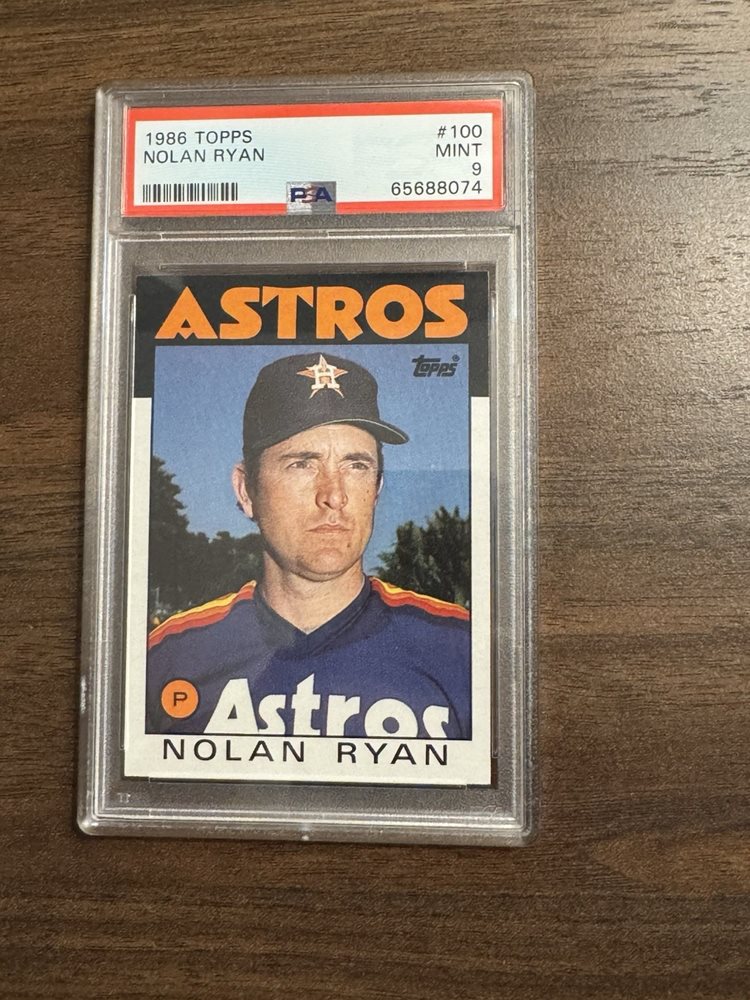 1986 TOPPS #100
NOLAN RYAN MINT
9
PSA 65688074
ASTROS
topps®
H
P
Astros
NOLAN RYAN